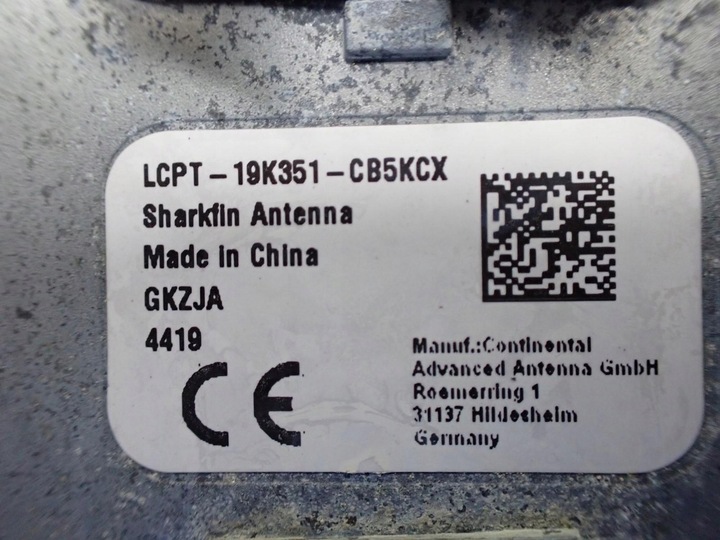 LCPT-19K351-CB5KCX
Sharkfin Antenna
Made in China
GKZJA
4419
CE
Manuf.:Continental
Advanced Antenna GmbH
Roemerring 1
31137 Hildesheim
Germany